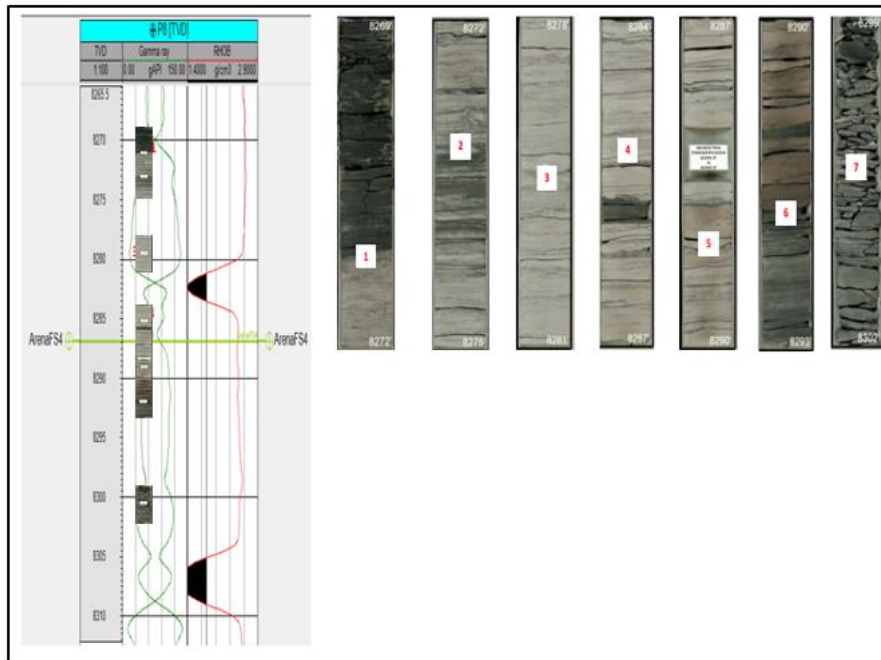 P8 [TVD]
TVD Gamma ray RHOB
1:100 0.00 gAPI 150.00 1.4000 g/cm3 2.9000
8265.5
8270
8275
8280
8285
ArenaFS4 ArenaFS4
8290
8295
8300
8305
8310
8269' 8272' 8278' 8284' 8287' 8290' 8299'
1 2 3 4 5 6 7
8272' 8275' 8281' 8287' 8290' 8293' 8302'